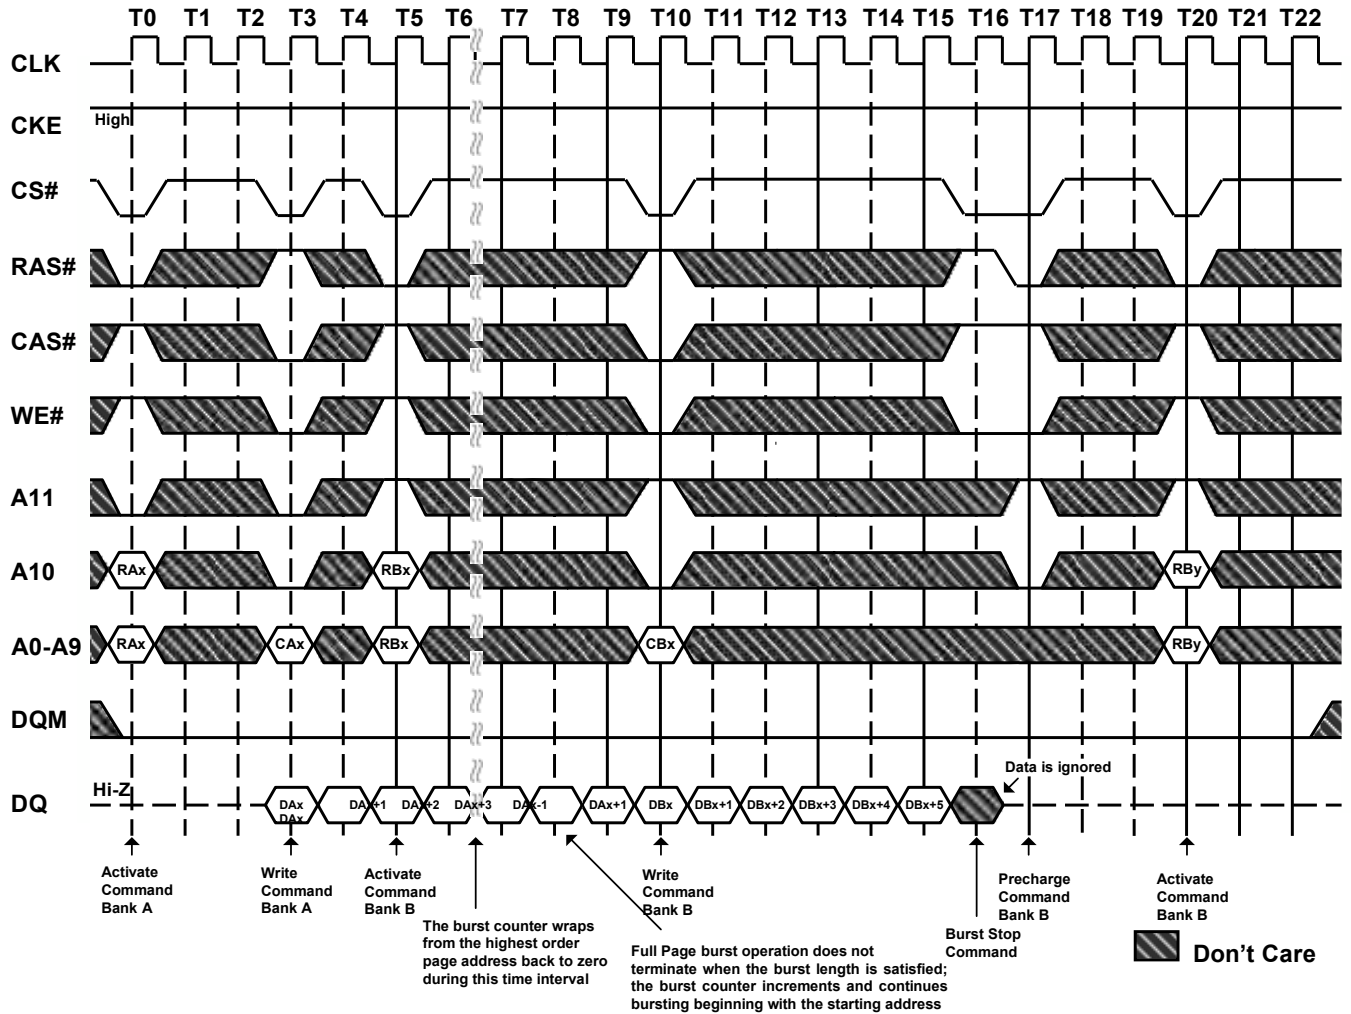 T0 T1 T2 T3 T4 T5 T6 T7 T8 T9 T10 T11 T12 T13 T14 T15 T16 T17 T18 T19 T20 T21 T22
CLK
CKE High
CS#
RAS#
CAS#
WE#
A11
A10 RAx RBx RBy
A0-A9 RAx CAx RBx CBx RBy
DQM
Data is ignored
DQ Hi-Z DAx DAx+1 DAx+2 DAx+3 DAx-1 DAx+1 DBx DBx+1 DBx+2 DBx+3 DBx+4 DBx+5
DAx
Activate
Command
Bank A
Write
Command
Bank A
Activate
Command
Bank B
The burst counter wraps
from the highest order
page address back to zero
during this time interval
Write
Command
Bank B
Full Page burst operation does not
terminate when the burst length is satisfied;
the burst counter increments and continues
bursting beginning with the starting address
Burst Stop
Command
Precharge
Command
Bank B
Activate
Command
Bank B
Don't Care